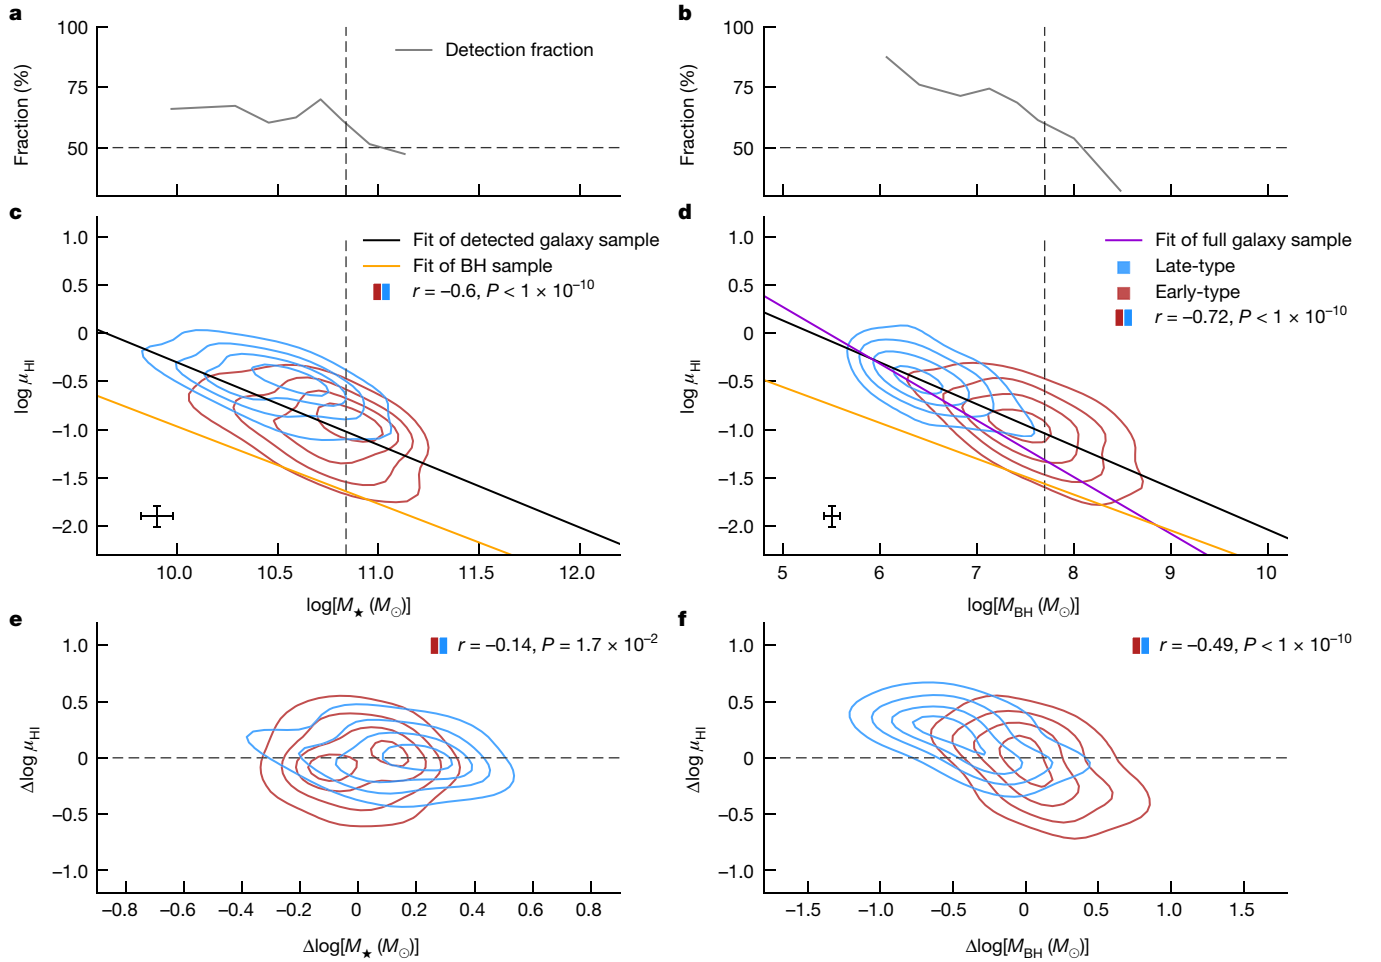 a
100
75
50
Fraction (%)
Detection fraction
b
100
75
50
Fraction (%)
c
1.0
0.5
0
−0.5
−1.0
−1.5
−2.0
log μHI
Fit of detected galaxy sample
Fit of BH sample
r = −0.6, P < 1 × 10⁻¹⁰
10.0 10.5 11.0 11.5 12.0
log[M★ (M☉)]
d
1.0
0.5
0
−0.5
−1.0
−1.5
−2.0
log μHI
Fit of full galaxy sample
Late-type
Early-type
r = −0.72, P < 1 × 10⁻¹⁰
5 6 7 8 9 10
log[MBH (M☉)]
e
1.0
0.5
0
−0.5
−1.0
Δlog μHI
r = −0.14, P = 1.7 × 10⁻²
−0.8 −0.6 −0.4 −0.2 0 0.2 0.4 0.6 0.8
Δlog[M★ (M☉)]
f
1.0
0.5
0
−0.5
−1.0
Δlog μHI
r = −0.49, P < 1 × 10⁻¹⁰
−1.5 −1.0 −0.5 0 0.5 1.0 1.5
Δlog[MBH (M☉)]